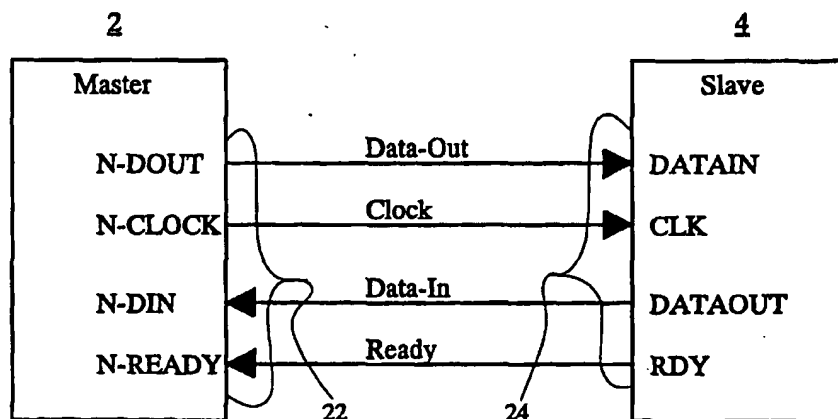 2
4
Master
Slave
N-DOUT
Data-Out
DATAIN
N-CLOCK
Clock
CLK
N-DIN
Data-In
DATAOUT
N-READY
Ready
RDY
22
24